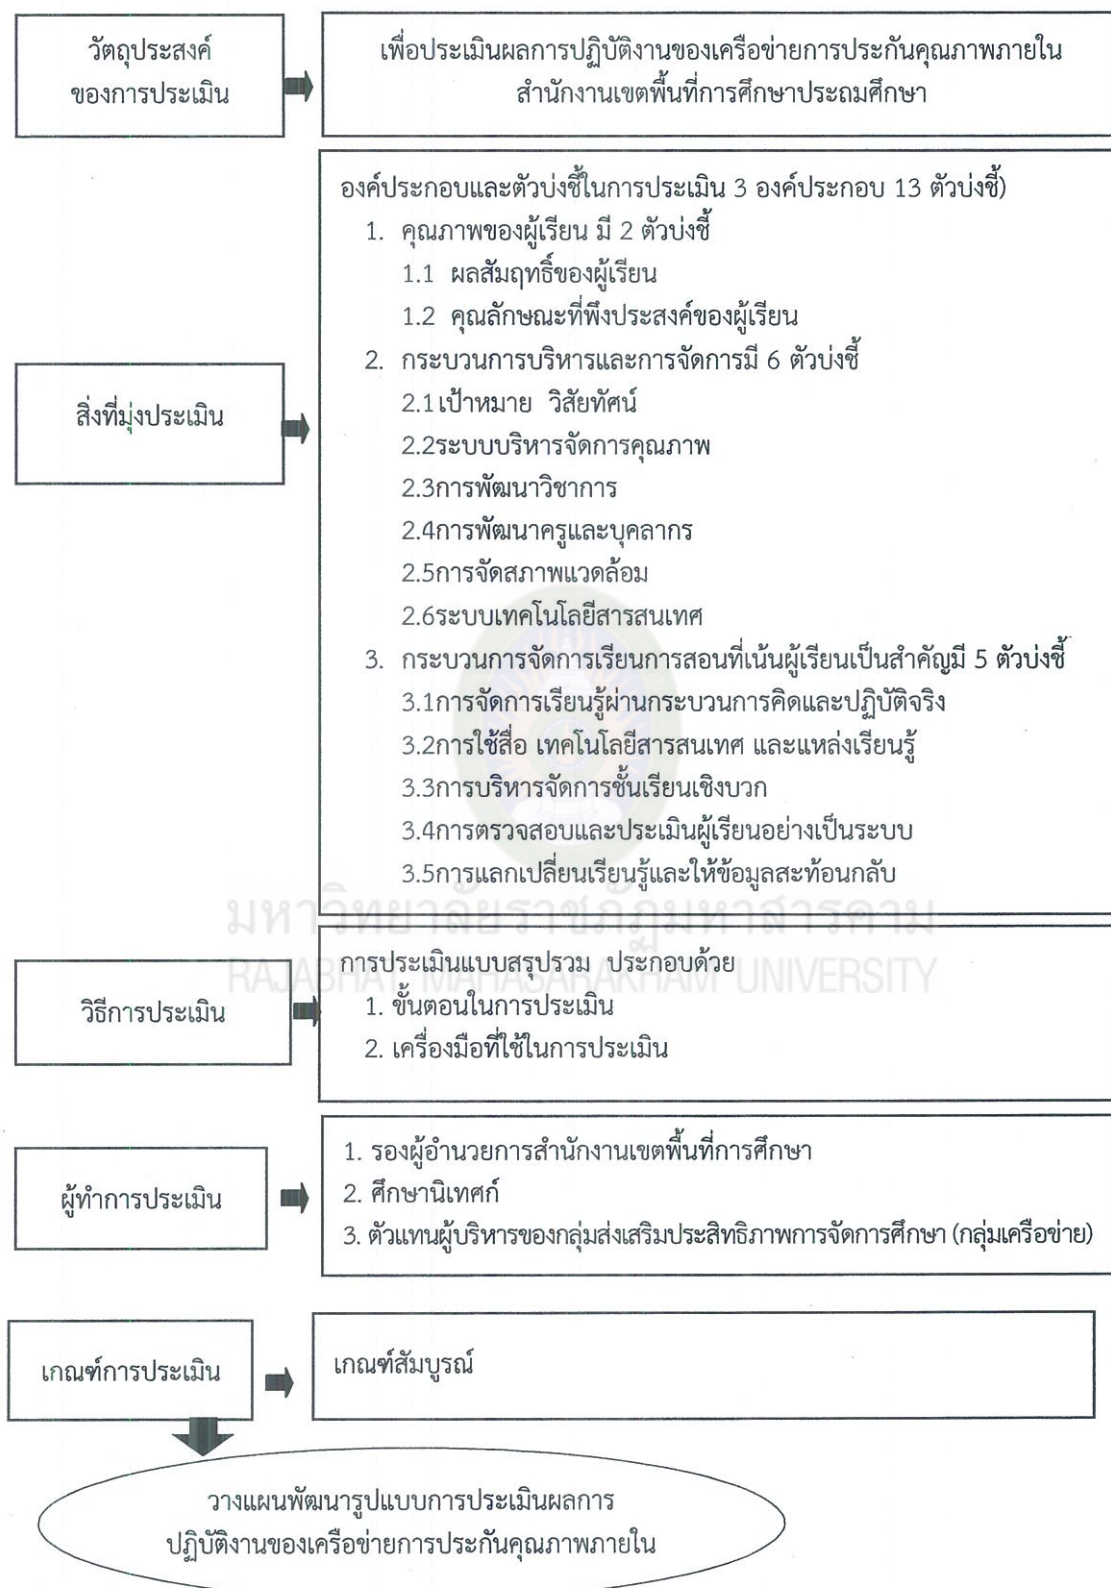 วัตถุประสงค์
ของการประเมิน
เพื่อประเมินผลการปฏิบัติงานของเครือข่ายการประกันคุณภาพภายใน
สำนักงานเขตพื้นที่การศึกษาประถมศึกษา
สิ่งที่มุ่งประเมิน
องค์ประกอบและตัวบ่งชี้ในการประเมิน 3 องค์ประกอบ 13 ตัวบ่งชี้)
1. คุณภาพของผู้เรียน มี 2 ตัวบ่งชี้
1.1 ผลสัมฤทธิ์ของผู้เรียน
1.2 คุณลักษณะที่พึงประสงค์ของผู้เรียน
2. กระบวนการบริหารและการจัดการมี 6 ตัวบ่งชี้
2.1 เป้าหมาย วิสัยทัศน์
2.2ระบบบริหารจัดการคุณภาพ
2.3การพัฒนาวิชาการ
2.4การพัฒนาครูและบุคลากร
2.5การจัดสภาพแวดล้อม
2.6ระบบเทคโนโลยีสารสนเทศ
3. กระบวนการจัดการเรียนการสอนที่เน้นผู้เรียนเป็นสำคัญมี 5 ตัวบ่งชี้
3.1การจัดการเรียนรู้ผ่านกระบวนการคิดและปฏิบัติจริง
3.2การใช้สื่อ เทคโนโลยีสารสนเทศ และแหล่งเรียนรู้
3.3การบริหารจัดการชั้นเรียนเชิงบวก
3.4การตรวจสอบและประเมินผู้เรียนอย่างเป็นระบบ
3.5การแลกเปลี่ยนเรียนรู้และให้ข้อมูลสะท้อนกลับ
มหาวิทยาลัยราชภัฏมหาสารคาม
RAJABHAT MAHASARAKHAM UNIVERSITY
วิธีการประเมิน
การประเมินแบบสรุปรวม ประกอบด้วย
1. ขั้นตอนในการประเมิน
2. เครื่องมือที่ใช้ในการประเมิน
ผู้ทำการประเมิน
1. รองผู้อำนวยการสำนักงานเขตพื้นที่การศึกษา
2. ศึกษานิเทศก์
3. ตัวแทนผู้บริหารของกลุ่มส่งเสริมประสิทธิภาพการจัดการศึกษา (กลุ่มเครือข่าย)
เกณฑ์การประเมิน
เกณฑ์สัมบูรณ์
วางแผนพัฒนารูปแบบการประเมินผลการ
ปฏิบัติงานของเครือข่ายการประกันคุณภาพภายใน